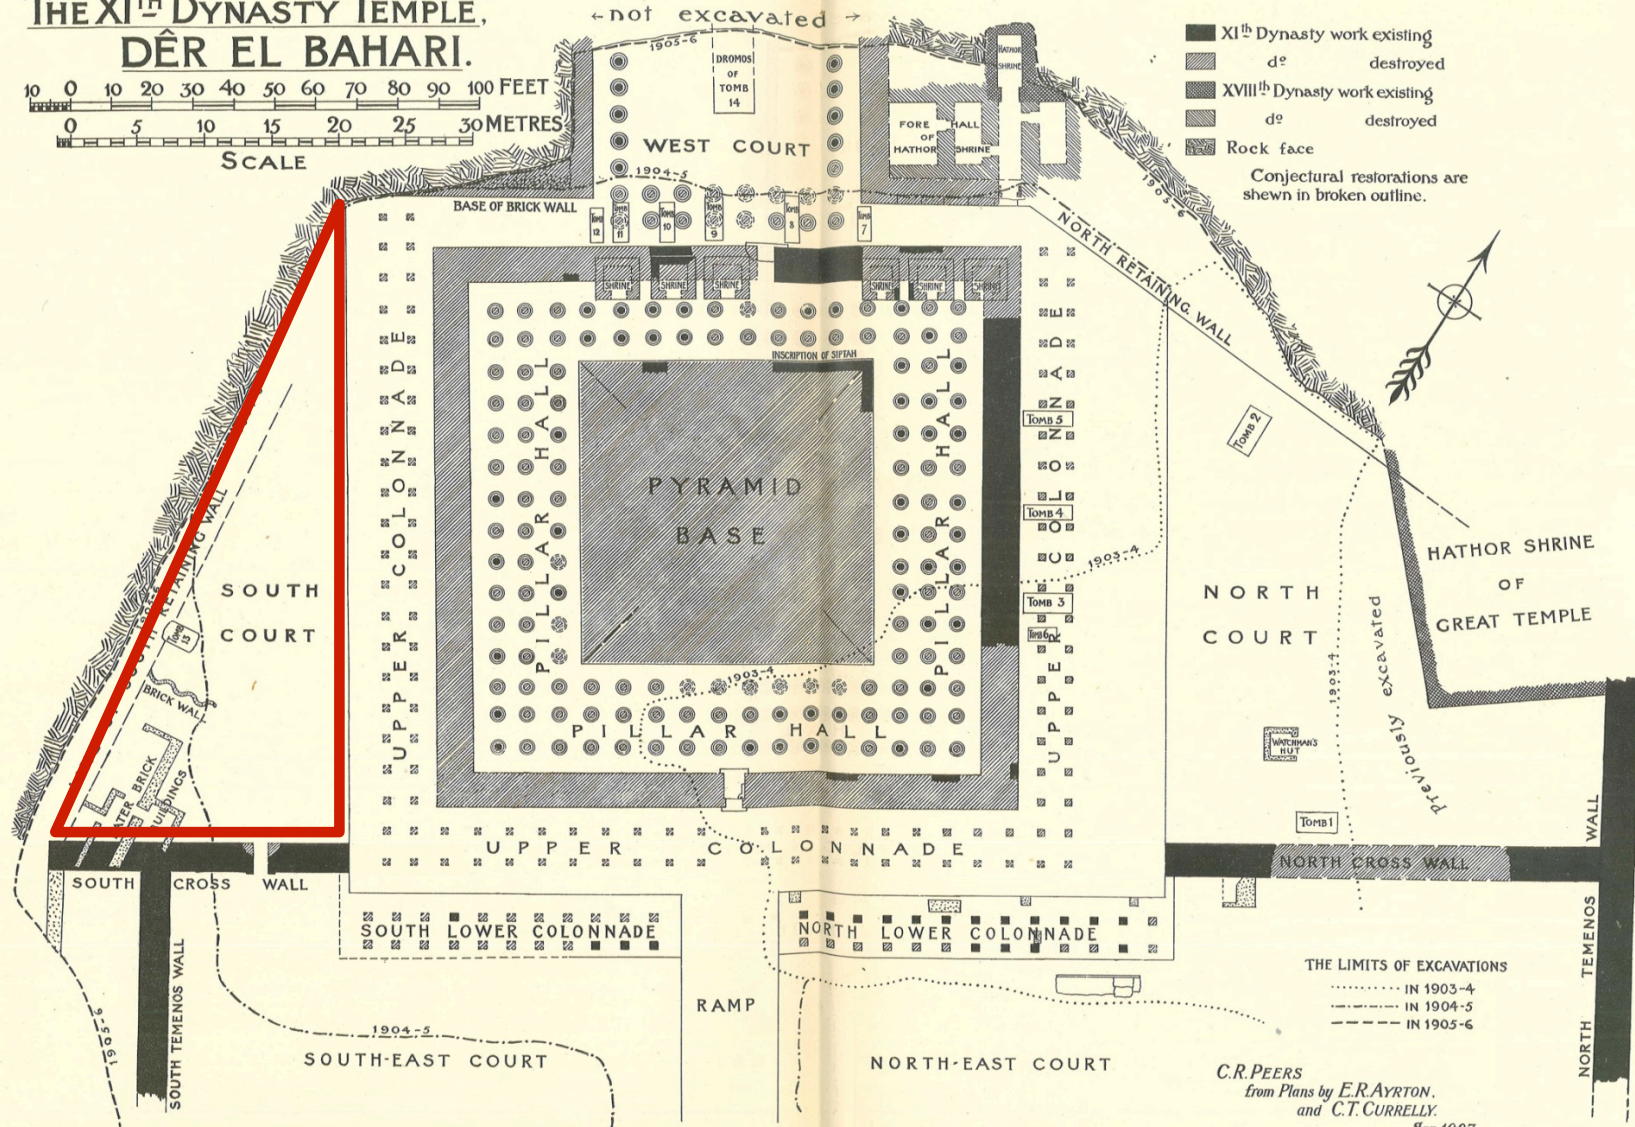 THE XIth DYNASTY TEMPLE,
DÊR EL BAHARI.
10 0 10 20 30 40 50 60 70 80 90 100 FEET
0 5 10 15 20 25 30 METRES
SCALE
not excavated
1905-6
DROMOS
OF
TOMB
14
WEST COURT
1904-5
HATHOR
SHRINE
FORE HALL
OF
HATHOR SHRINE
XIth Dynasty work existing
do destroyed
XVIIIth Dynasty work existing
do destroyed
Rock face
Conjectural restorations are
shewn in broken outline.
1905-6
BASE OF BRICK WALL
TOMB 12
TOMB 11
TOMB 10
TOMB 9
TOMB 8
TOMB 7
NORTH RETAINING WALL
SHRINE
SHRINE
SHRINE
SHRINE
SHRINE
SHRINE
INSCRIPTION OF SIPTAH
UPPER COLONNADE
PILLAR HALL
PYRAMID
BASE
PILLAR HALL
UPPER COLONNADE
TOMB 5
TOMB 4
TOMB 3
TOMB 6
1903-4
TOMB 2
SOUTH RETAINING WALL
1905-6
SOUTH
COURT
TOMB 13
BRICK WALL
LATER BRICK
BUILDINGS
NORTH
COURT
HATHOR SHRINE
OF
GREAT TEMPLE
Previously excavated
1903-4
WATCHMAN'S
HUT
TOMB 1
1903-4
PILLAR HALL
UPPER COLONNADE
SOUTH CROSS WALL
NORTH CROSS WALL
NORTH TEMENOS WALL
SOUTH LOWER COLONNADE
NORTH LOWER COLONNADE
SOUTH TEMENOS WALL
1905-6
RAMP
1904-5
SOUTH-EAST COURT
NORTH-EAST COURT
THE LIMITS OF EXCAVATIONS
IN 1903-4
IN 1904-5
IN 1905-6
NORTH
C.R.PEERS
from Plans by E.R.AYRTON.
and C.T.CURRELLY.